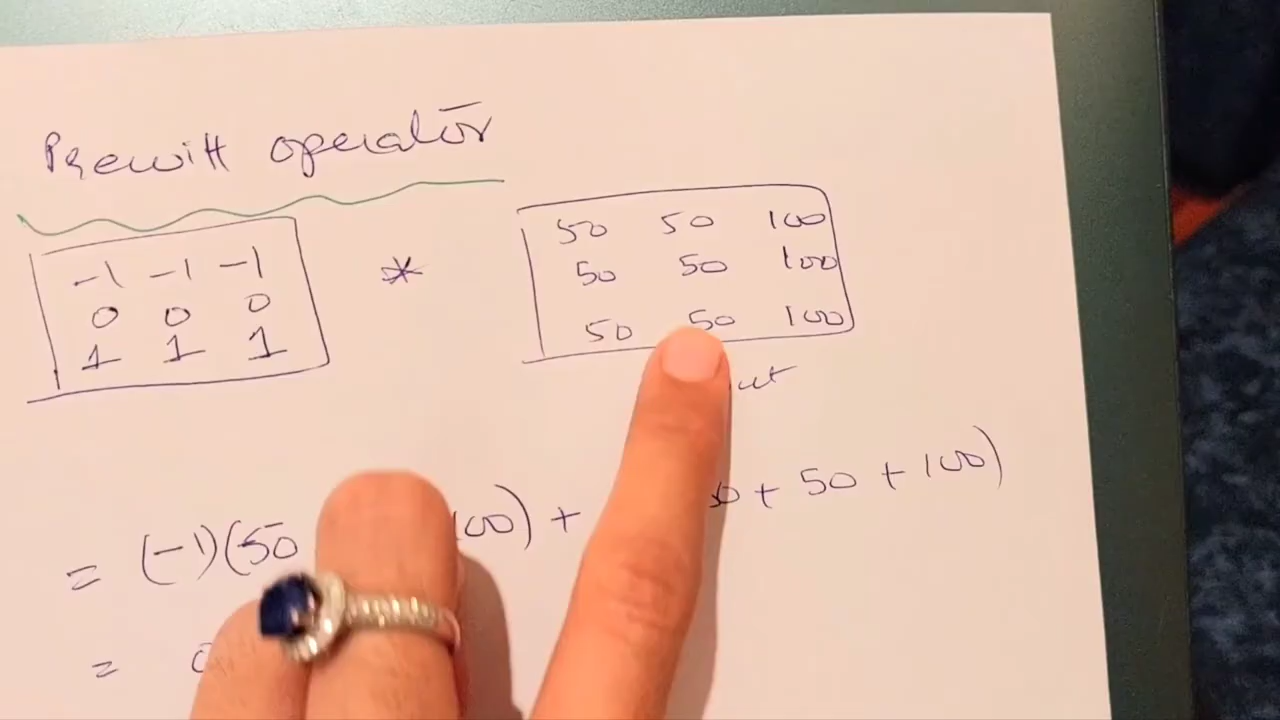 Prewitt operator
-1 -1 -1
0 0 0
1 1 1
*
50 50 100
50 50 100
50 50 100
= (-1)(50 100) + + 50 + 100)
=